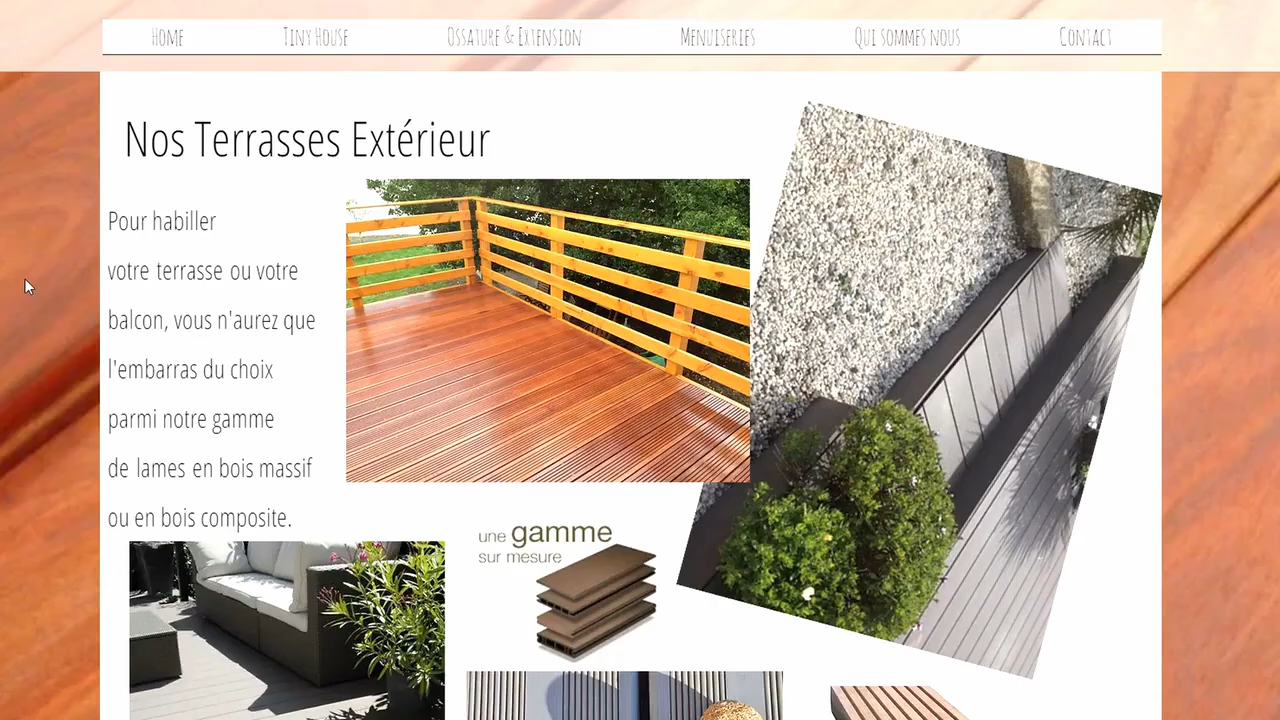 Home
Tiny House
Ossature & Extension
Menuiseries
Qui sommes nous
Contact
Nos Terrasses Extérieur
Pour habiller
votre terrasse ou votre
balcon, vous n'aurez que
l'embarras du choix
parmi notre gamme
de lames en bois massif
ou en bois composite.
une gamme
sur mesure